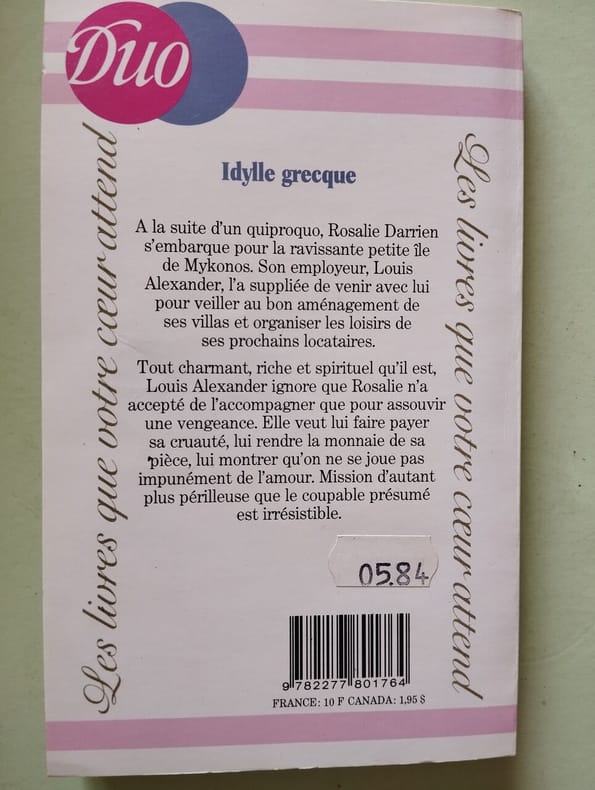 Duo
Les livres que votre cœur attend
Les livres que votre cœur attend
Idylle grecque
A la suite d'un quiproquo, Rosalie Darrien
s'embarque pour la ravissante petite île
de Mykonos. Son employeur, Louis
Alexander, l'a suppliée de venir avec lui
pour veiller au bon aménagement de
ses villas et organiser les loisirs de
ses prochains locataires.
Tout charmant, riche et spirituel qu'il est,
Louis Alexander ignore que Rosalie n'a
accepté de l'accompagner que pour assouvir
une vengeance. Elle veut lui faire payer
sa cruauté, lui rendre la monnaie de sa
pièce, lui montrer qu'on ne se joue pas
impunément de l'amour. Mission d'autant
plus périlleuse que le coupable présumé
est irrésistible.
05.84
9 782277 801764
FRANCE: 10 F CANADA: 1,95 $